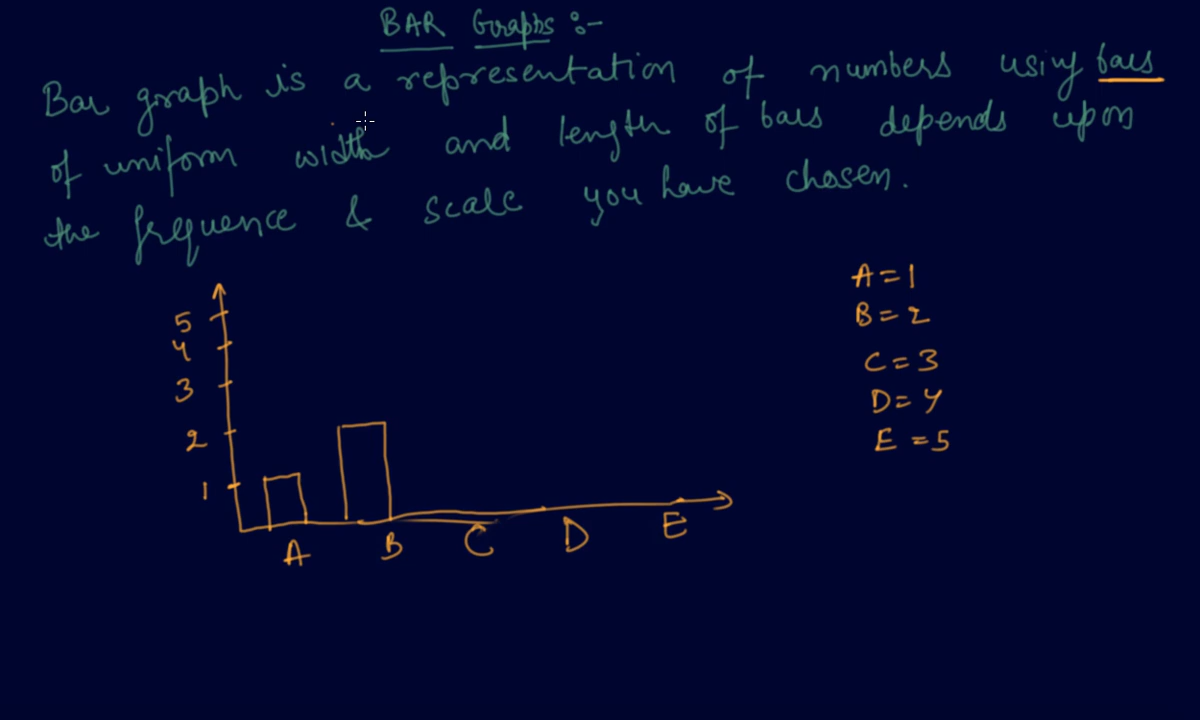 BAR Graphs :-
Bar graph is a representation of numbers using bars
of uniform width and length of bars depends upon
the frequence & scale you have chosen.
A = 1
B = 2
C = 3
D = 4
E = 5
5
4
3
2
1
A B C D E